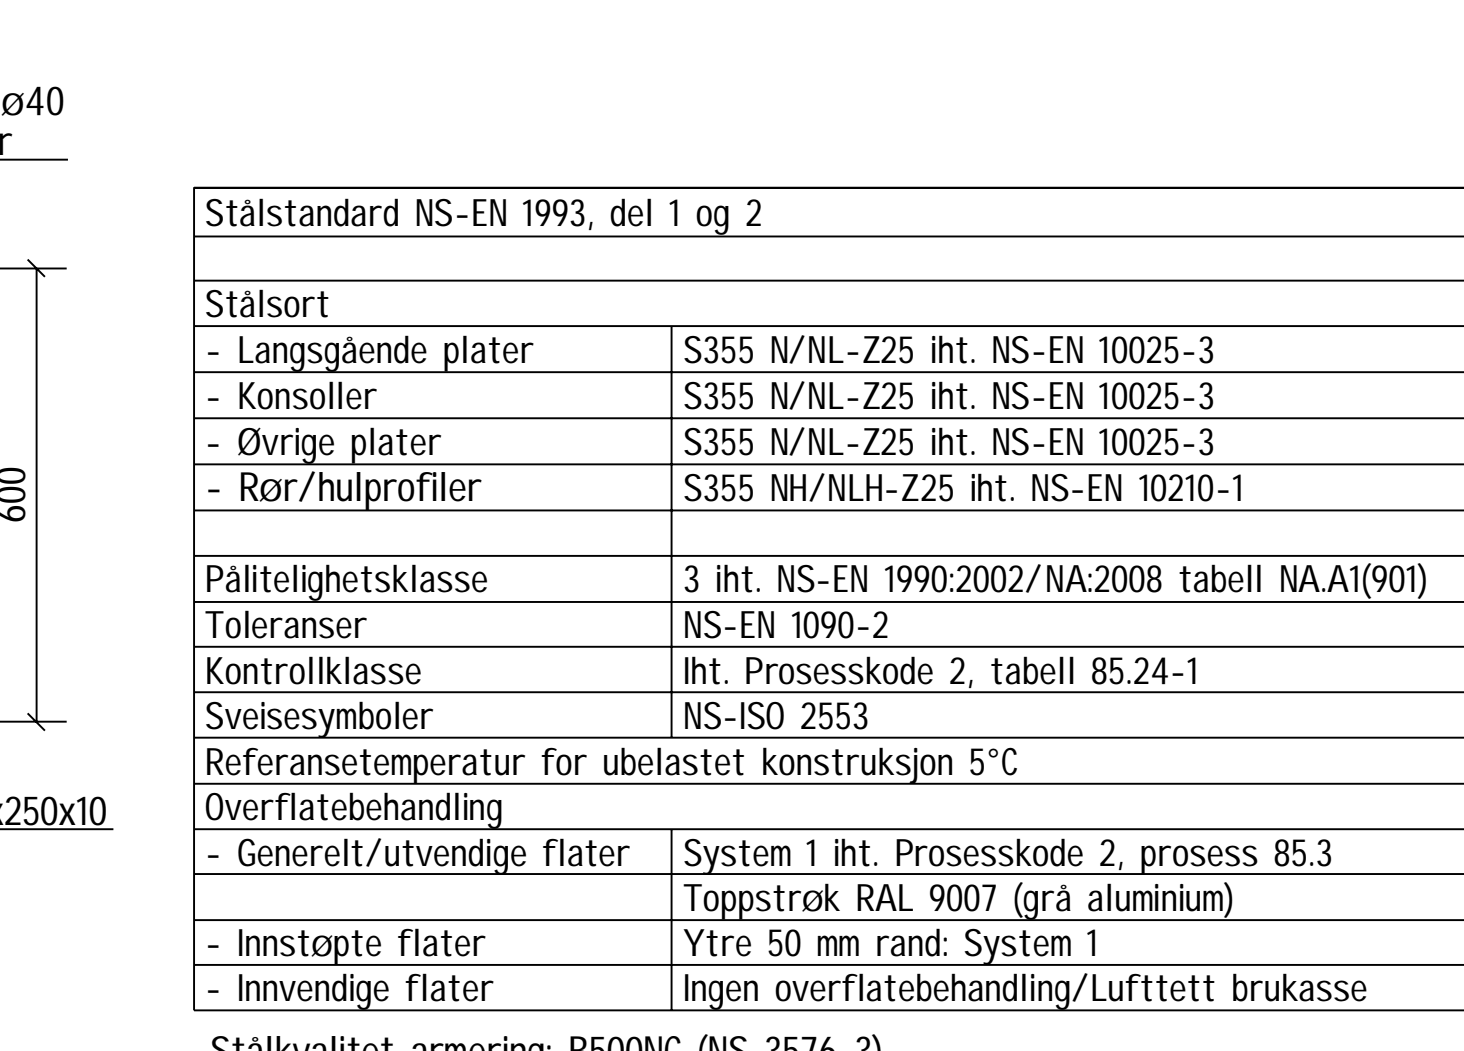 ø40
r
600
x250x10
Stålstandard NS-EN 1993, del 1 og 2
Stålsort
- Langsgående plater S355 N/NL-Z25 iht. NS-EN 10025-3
- Konsoller S355 N/NL-Z25 iht. NS-EN 10025-3
- Øvrige plater S355 N/NL-Z25 iht. NS-EN 10025-3
- Rør/hulprofiler S355 NH/NLH-Z25 iht. NS-EN 10210-1
Pålitelighetsklasse 3 iht. NS-EN 1990:2002/NA:2008 tabell NA.A1(901)
Toleranser NS-EN 1090-2
Kontrollklasse Iht. Prosesskode 2, tabell 85.24-1
Sveisesymboler NS-ISO 2553
Referansetemperatur for ubelastet konstruksjon 5°C
Overflatebehandling
- Generelt/utvendige flater System 1 iht. Prosesskode 2, prosess 85.3
Toppstrøk RAL 9007 (grå aluminium)
- Innstøpte flater Ytre 50 mm rand: System 1
- Innvendige flater Ingen overflatebehandling/Lufttett brukasse
Stålkvalitet armering: B500NC (NS 3576-3)